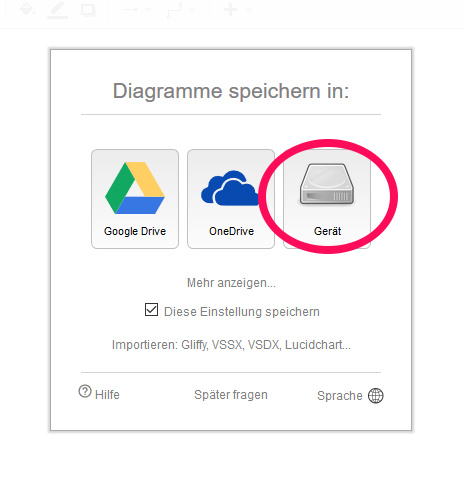 Diagramme speichern in:
Google Drive OneDrive Gerät
Mehr anzeigen...
Diese Einstellung speichern
Importieren: Gliffy, VSSX, VSDX, Lucidchart...
Hilfe Später fragen Sprache